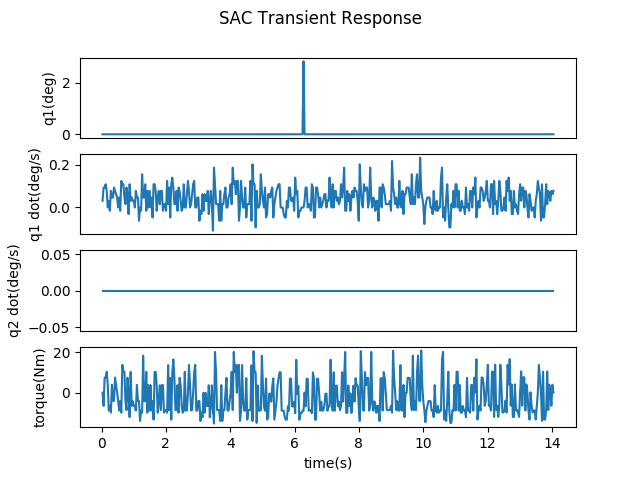 SAC Transient Response
q1(deg)
2
0
q1 dot(deg/s)
0.2
0.0
q2 dot(deg/s)
0.05
0.00
−0.05
torque(Nm)
20
0
0 2 4 6 8 10 12 14
time(s)